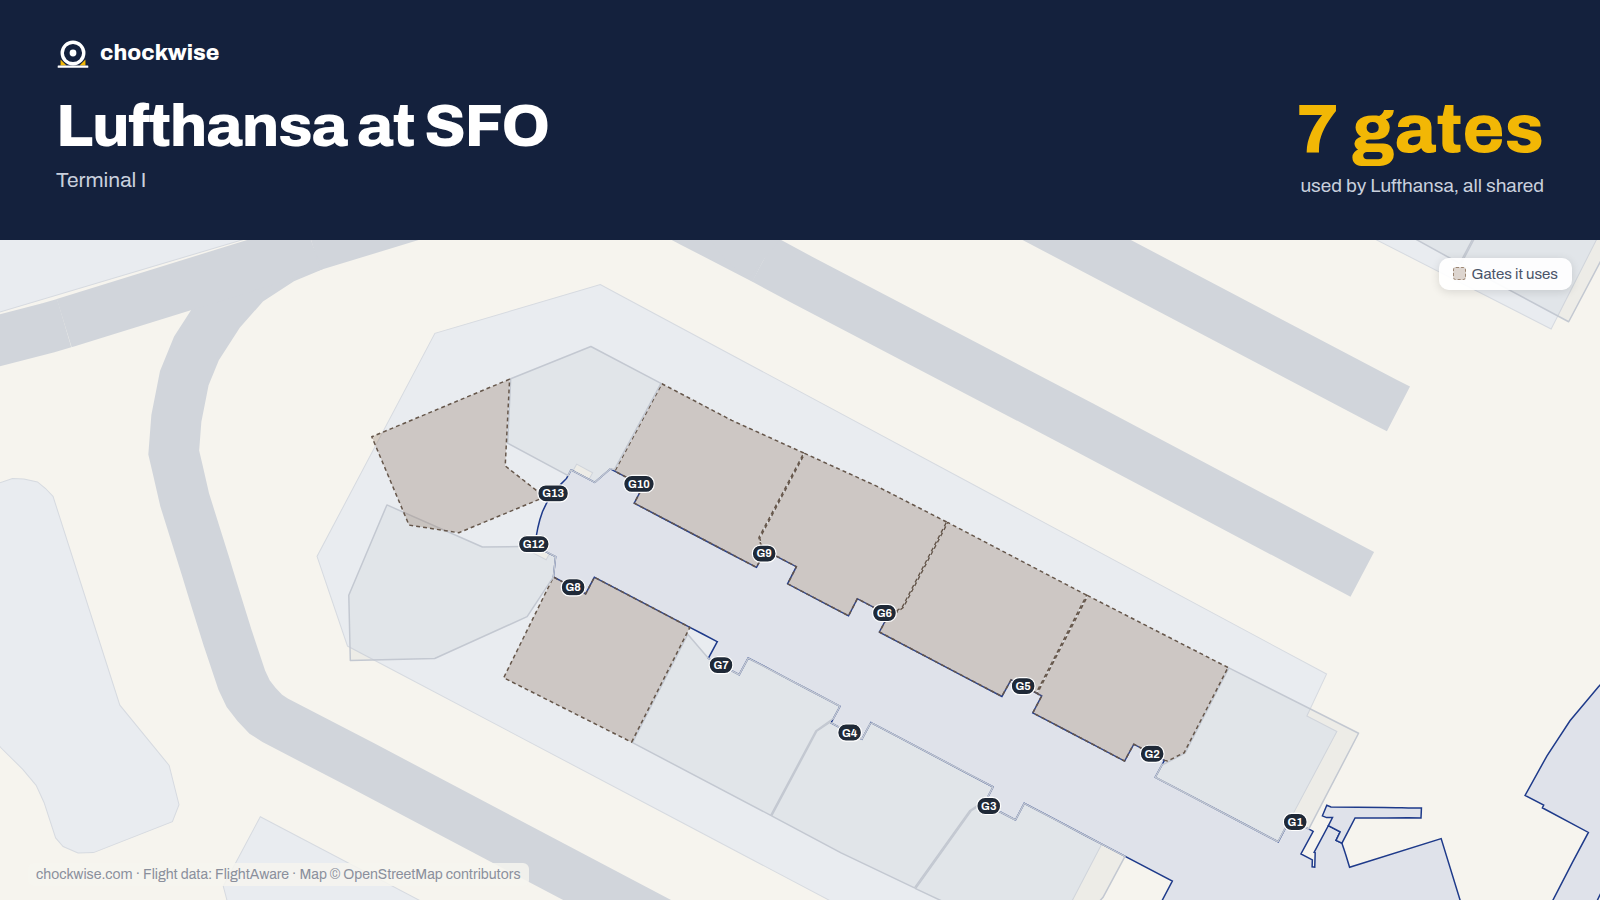 chockwise
Lufthansa at SFO
Terminal I
7 gates
used by Lufthansa, all shared
Gates it uses
G13
G10
G12
G9
G8
G6
G7
G5
G4
G2
G3
G1
chockwise.com · Flight data: FlightAware · Map © OpenStreetMap contributors